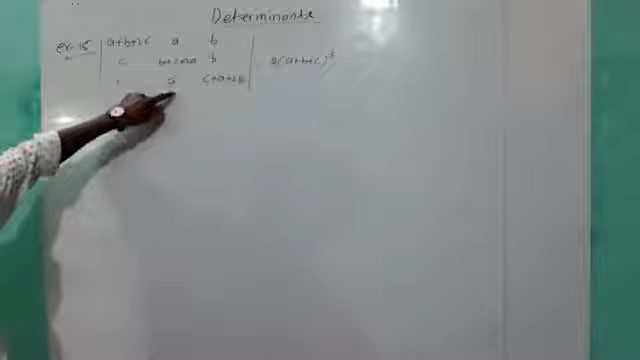 Determinants
ex-15 | a+b+2c a b |
c b+c+2a b | 2(a+b+c)³
c a c+a+2b